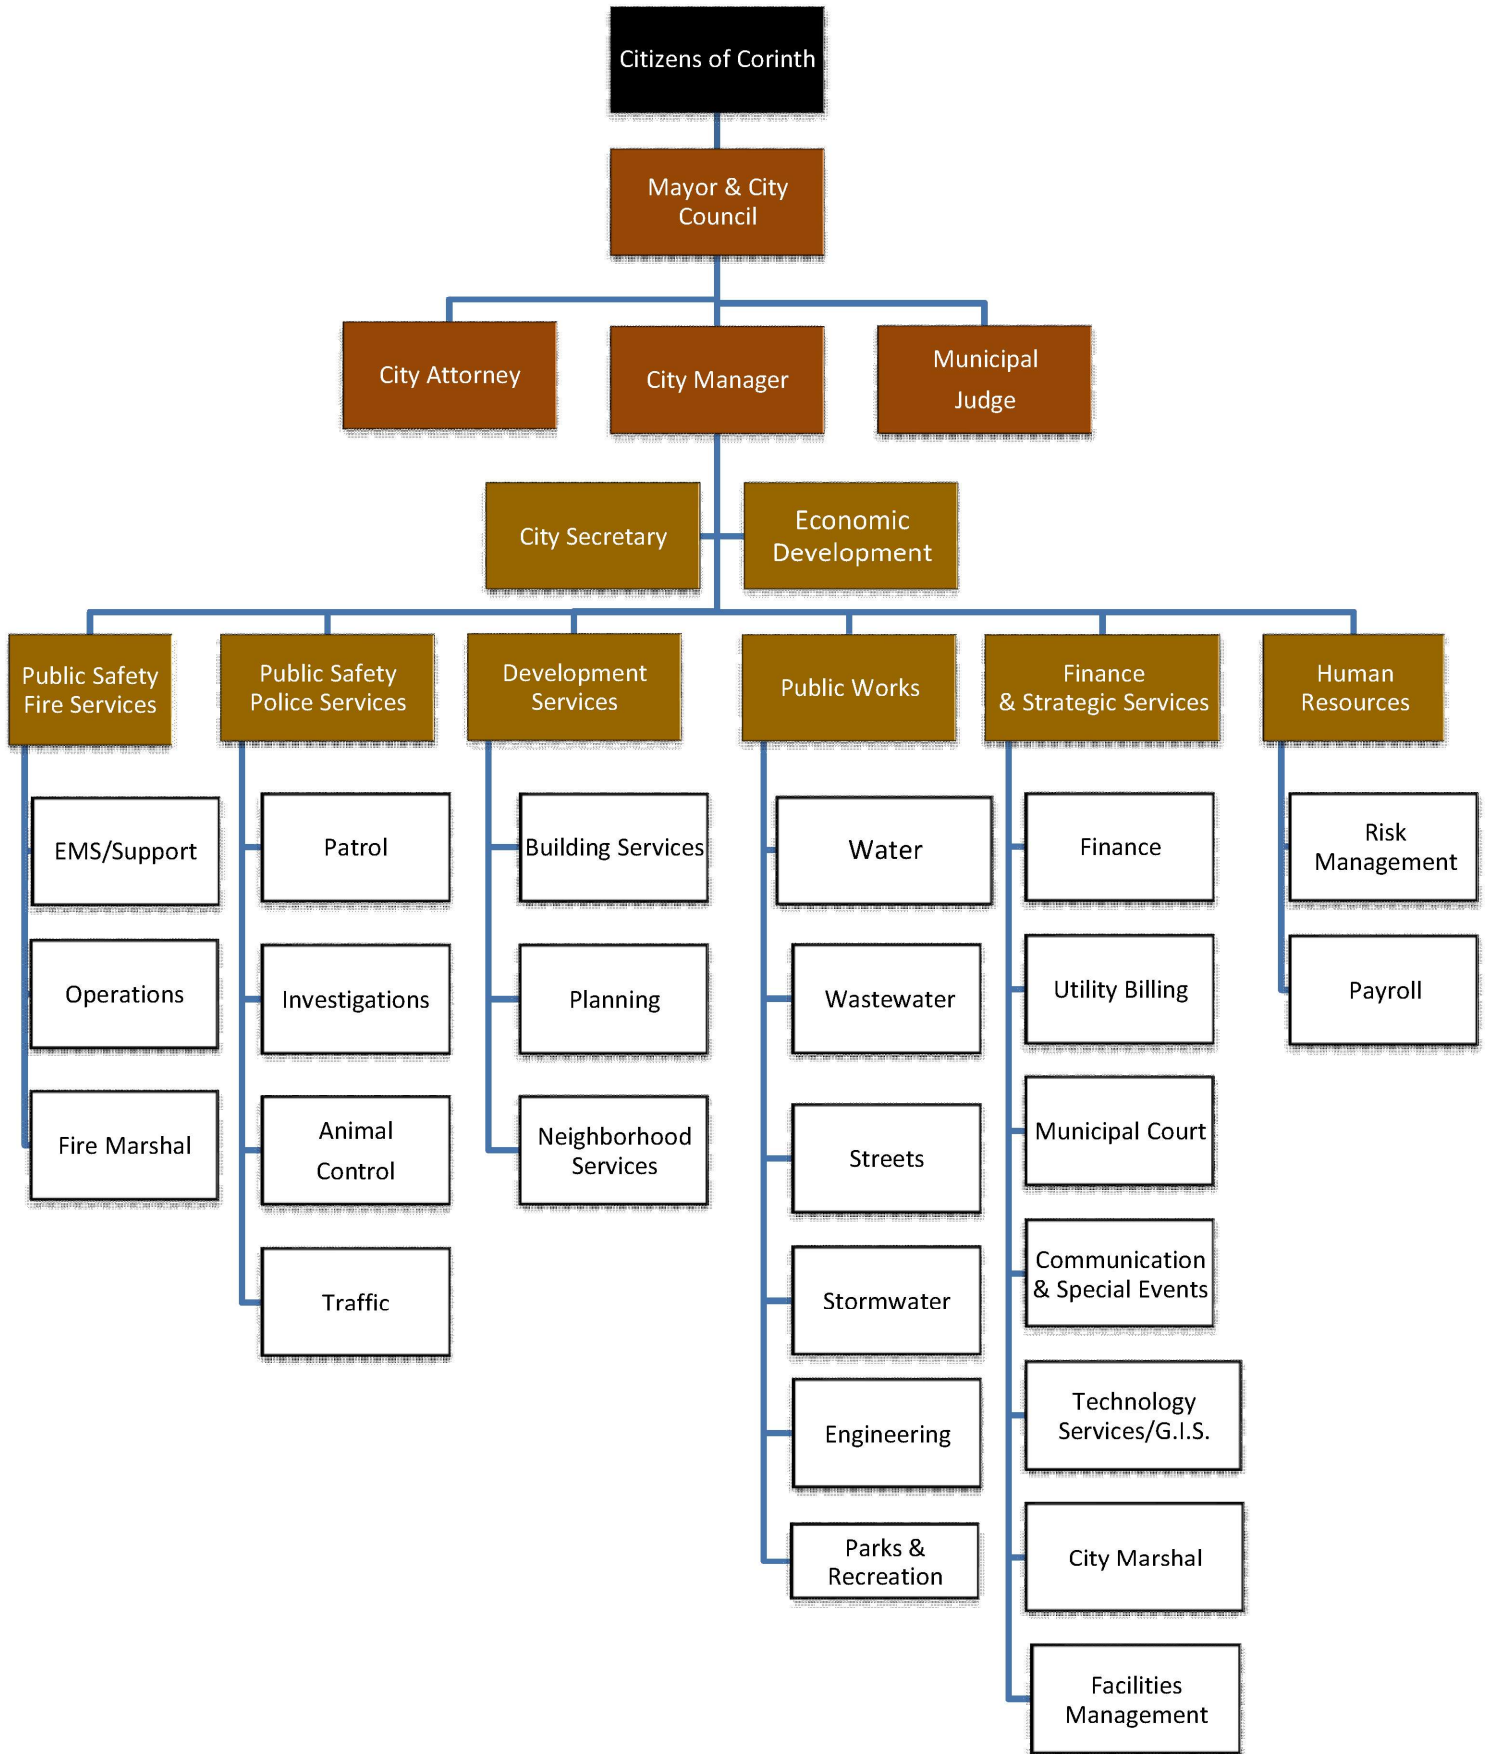 Citizens of Corinth
Mayor & City
Council
City Attorney
City Manager
Municipal
Judge
City Secretary
Economic
Development
Public Safety
Fire Services
Public Safety
Police Services
Development
Services
Public Works
Finance
& Strategic Services
Human
Resources
EMS/Support
Operations
Fire Marshal
Patrol
Investigations
Animal
Control
Traffic
Building Services
Planning
Neighborhood
Services
Water
Wastewater
Streets
Stormwater
Engineering
Parks &
Recreation
Finance
Utility Billing
Municipal Court
Communication
& Special Events
Technology
Services/G.I.S.
City Marshal
Facilities
Management
Risk
Management
Payroll